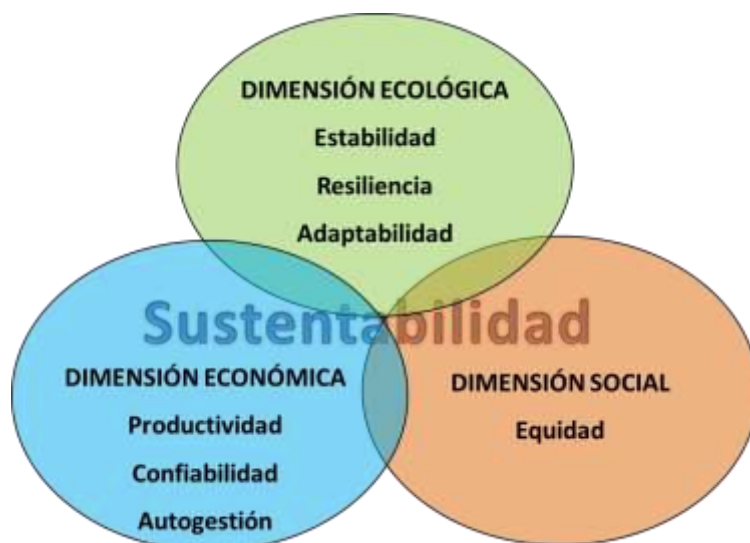 DIMENSIÓN ECOLÓGICA
Estabilidad
Resiliencia
Adaptabilidad
Sustentabilidad
DIMENSIÓN ECONÓMICA
Productividad
Confiabilidad
Autogestión
DIMENSIÓN SOCIAL
Equidad